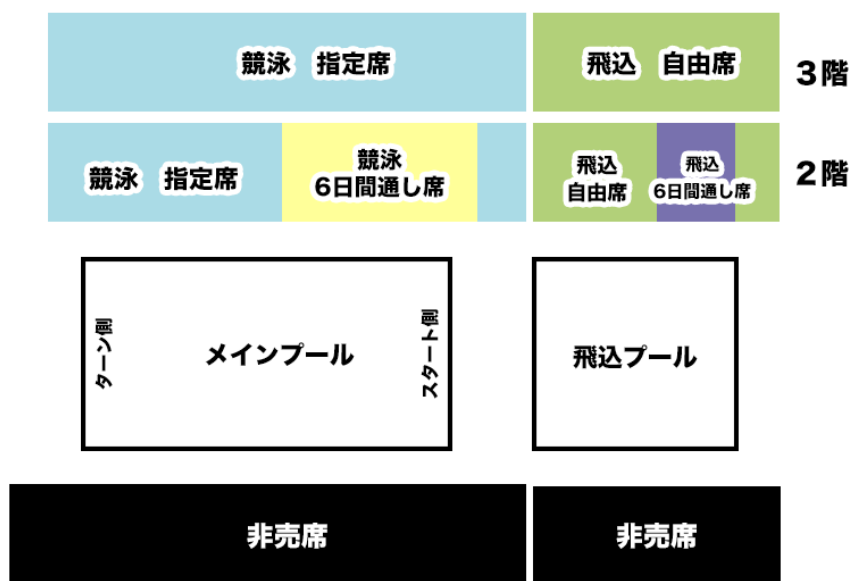 競泳　指定席
飛込　自由席
3階
競泳　指定席
競泳
6日間通し席
飛込
自由席
飛込
6日間通し席
2階
ターン側
メインプール
スタート側
飛込プール
非売席
非売席